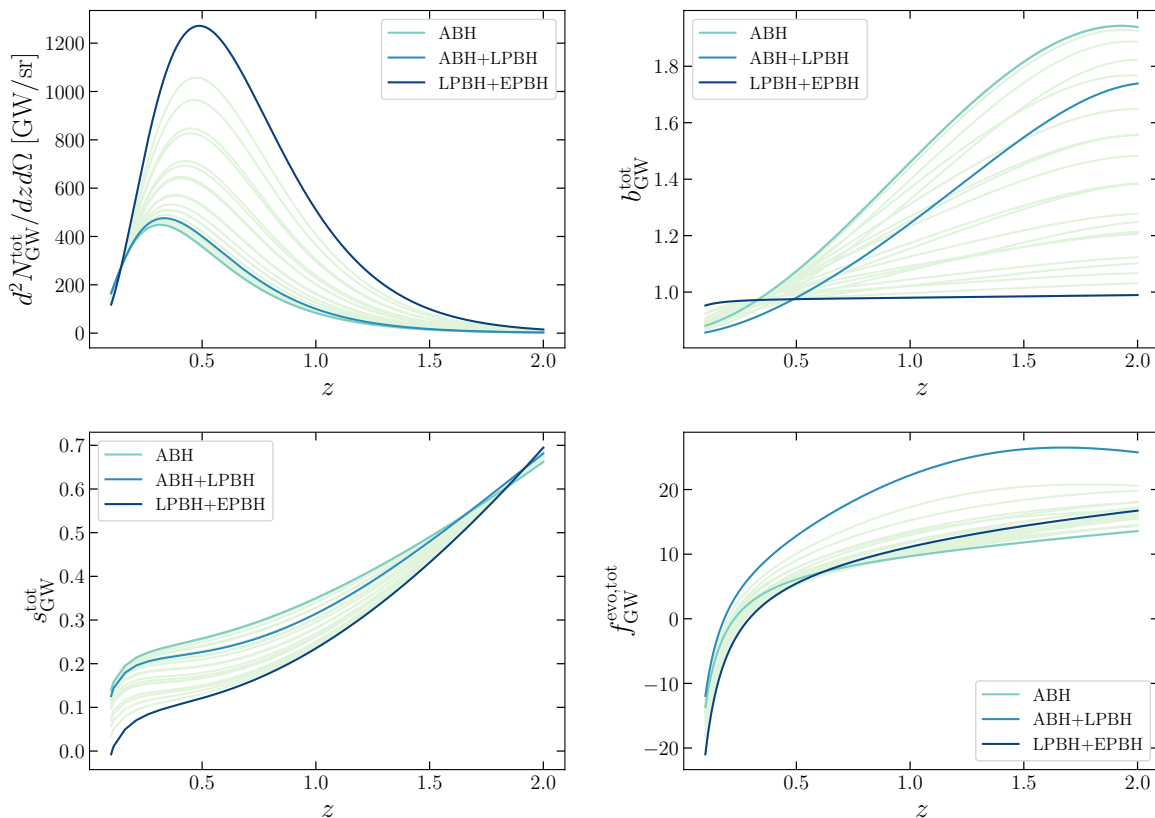 d²N_GW^tot/dzdΩ [GW/sr]
1200
1000
800
600
400
200
0
0.5 1.0 1.5 2.0
z
ABH
ABH+LPBH
LPBH+EPBH
b_GW^tot
1.8
1.6
1.4
1.2
1.0
0.5 1.0 1.5 2.0
z
ABH
ABH+LPBH
LPBH+EPBH
s_GW^tot
0.7
0.6
0.5
0.4
0.3
0.2
0.1
0.0
0.5 1.0 1.5 2.0
z
ABH
ABH+LPBH
LPBH+EPBH
f_GW^evo,tot
20
10
0
−10
−20
0.5 1.0 1.5 2.0
z
ABH
ABH+LPBH
LPBH+EPBH